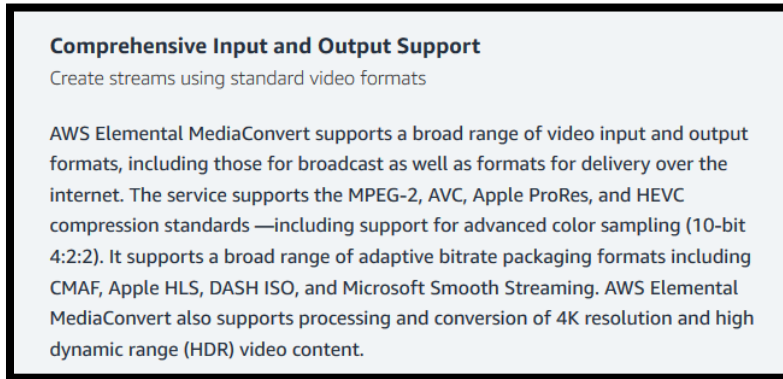 Comprehensive Input and Output Support
Create streams using standard video formats
AWS Elemental MediaConvert supports a broad range of video input and output
formats, including those for broadcast as well as formats for delivery over the
internet. The service supports the MPEG-2, AVC, Apple ProRes, and HEVC
compression standards —including support for advanced color sampling (10-bit
4:2:2). It supports a broad range of adaptive bitrate packaging formats including
CMAF, Apple HLS, DASH ISO, and Microsoft Smooth Streaming. AWS Elemental
MediaConvert also supports processing and conversion of 4K resolution and high
dynamic range (HDR) video content.